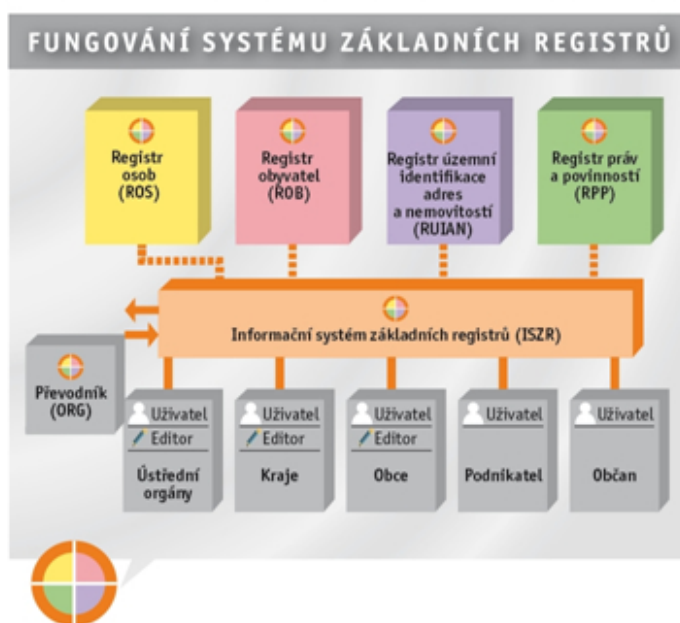 FUNGOVÁNÍ SYSTÉMU ZÁKLADNÍCH REGISTRŮ
Registr
osob
(ROS)
Registr
obyvatel
(ROB)
Registr územní
identifikace
adres
a nemovitostí
(RUIAN)
Registr práv
a povinností
(RPP)
Informační systém základních registrů (ISZR)
Převodník
(ORG)
Uživatel
Editor
Ústřední
orgány
Uživatel
Editor
Kraje
Uživatel
Editor
Obce
Uživatel
Podnikatel
Uživatel
Občan